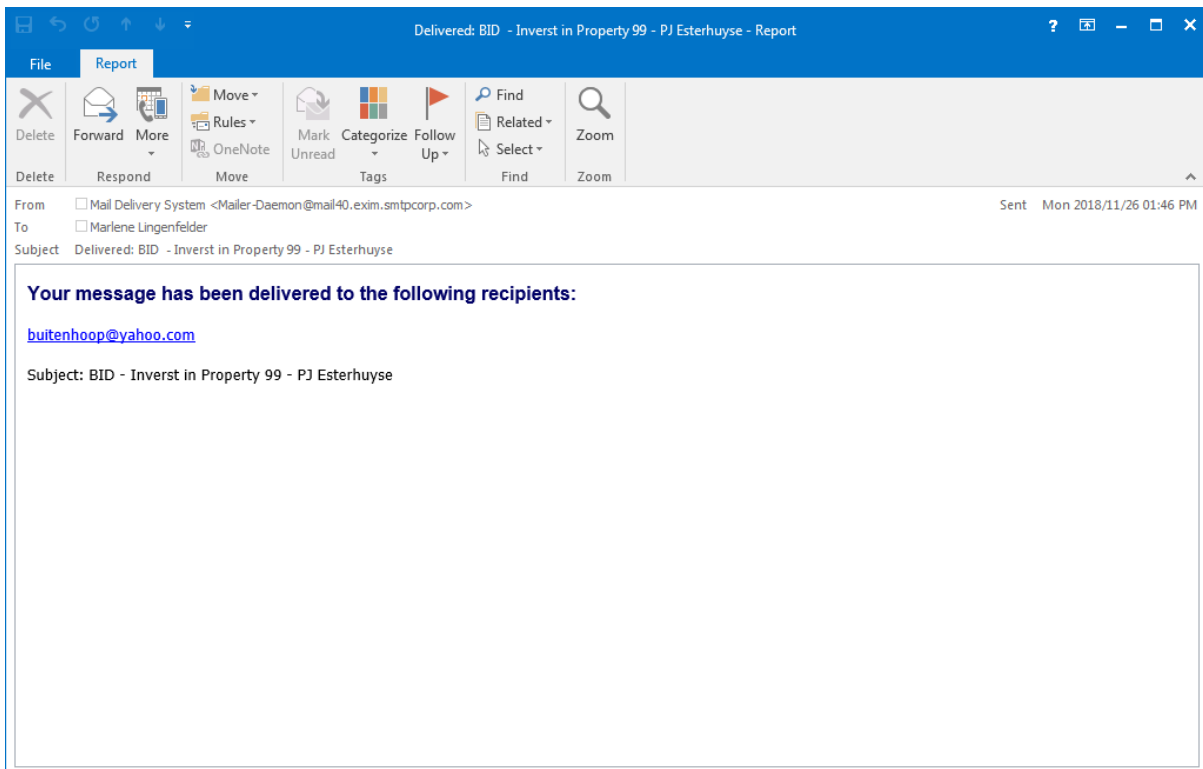 Delivered: BID  - Inverst in Property 99 - PJ Esterhuyse - Report
File Report
Delete
Forward
More
Move
Rules
OneNote
Mark Unread
Categorize
Follow Up
Find
Related
Select
Zoom
Delete Respond Move Tags Find Zoom
From Mail Delivery System <Mailer-Daemon@mail40.exim.smtpcorp.com> Sent Mon 2018/11/26 01:46 PM
To Marlene Lingenfelder
Subject Delivered: BID  - Inverst in Property 99 - PJ Esterhuyse
Your message has been delivered to the following recipients:
buitenhoop@yahoo.com
Subject: BID - Inverst in Property 99 - PJ Esterhuyse